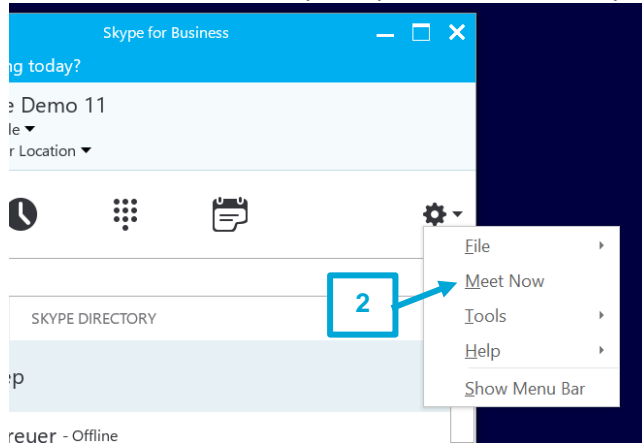 Skype for Business
ng today?
e Demo 11
le
r Location
File
Meet Now
2
Tools
SKYPE DIRECTORY
Help
ep
Show Menu Bar
reuer - Offline